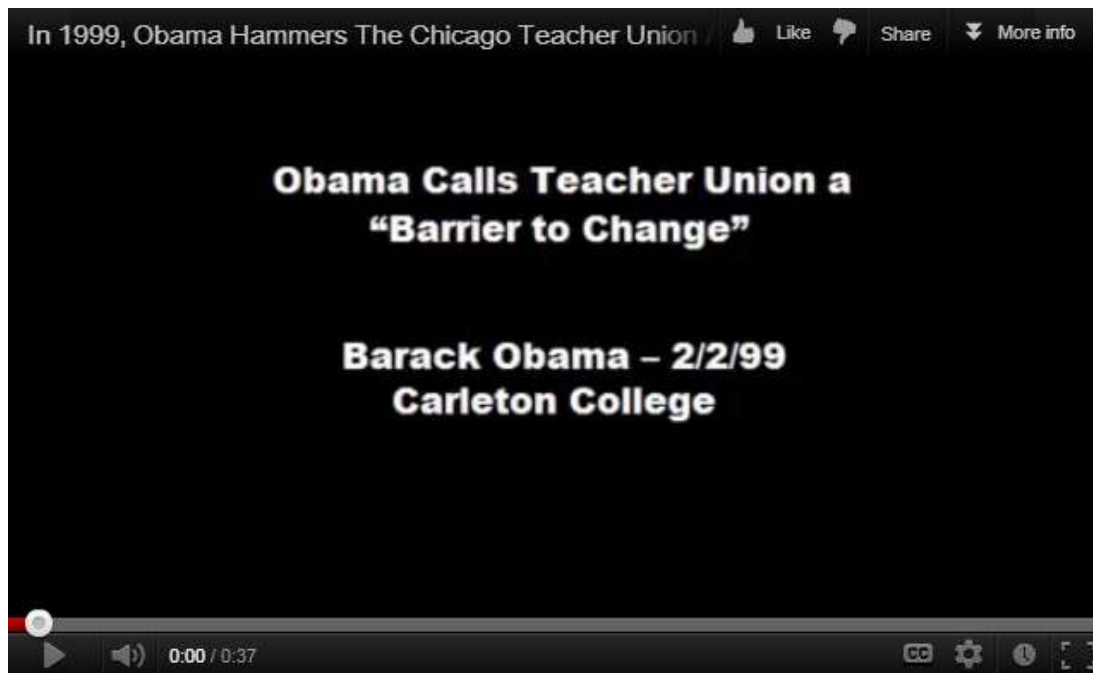 In 1999, Obama Hammers The Chicago Teacher Union / Like Share More info
Obama Calls Teacher Union a
“Barrier to Change”
Barack Obama – 2/2/99
Carleton College
0:00 / 0:37 CC